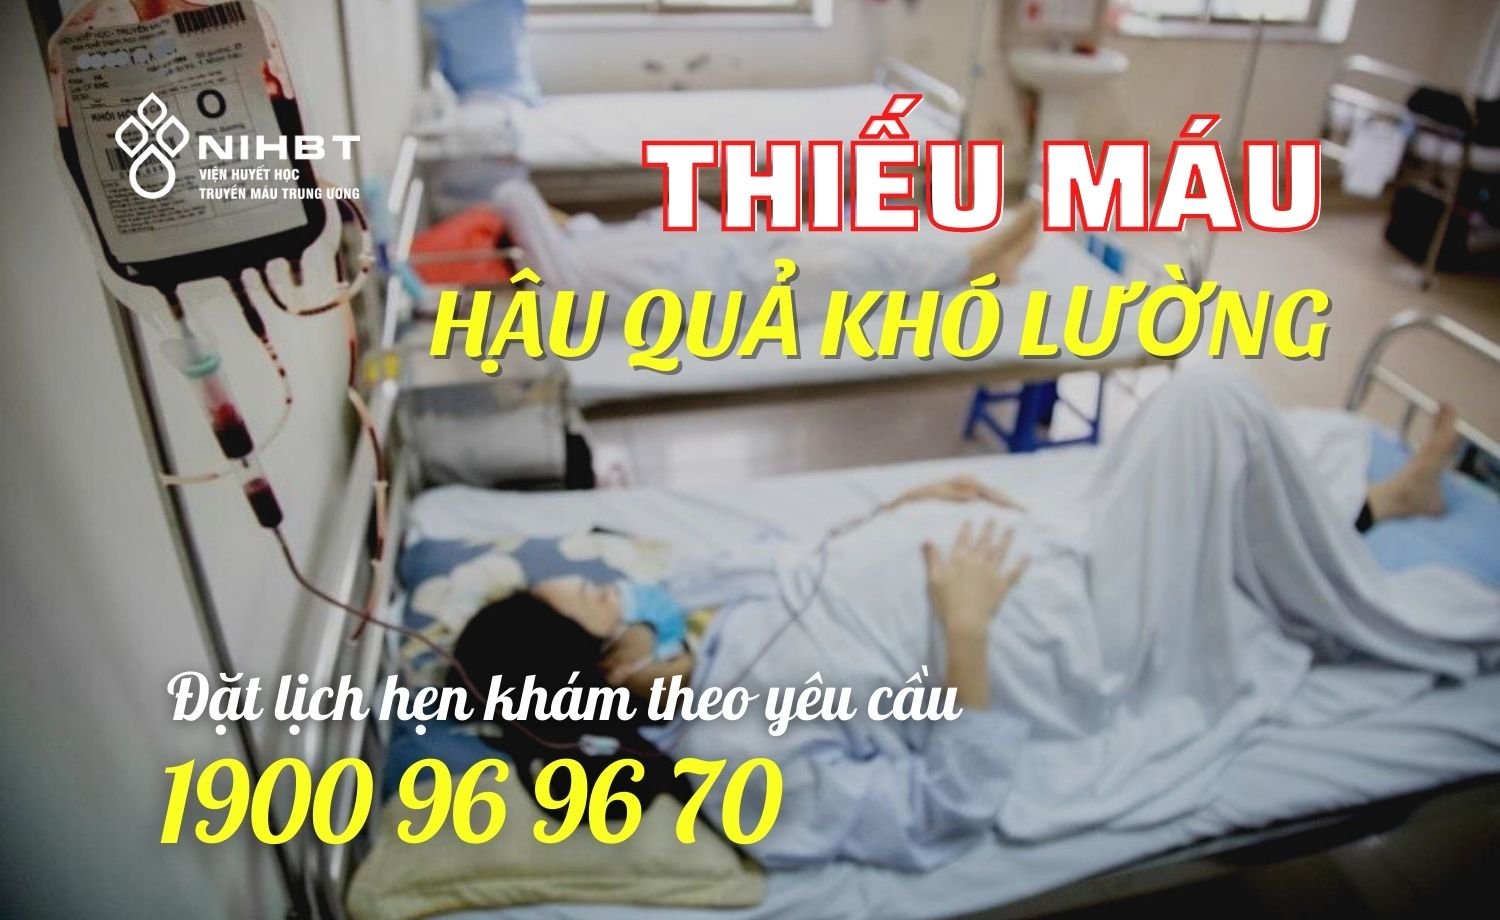 O
NIHBT
VIỆN HUYẾT HỌC
TRUYỀN MÁU TRUNG ƯƠNG
THIẾU MÁU
HẬU QUẢ KHÓ LƯỜNG
Đặt lịch hẹn khám theo yêu cầu
1900 96 96 70